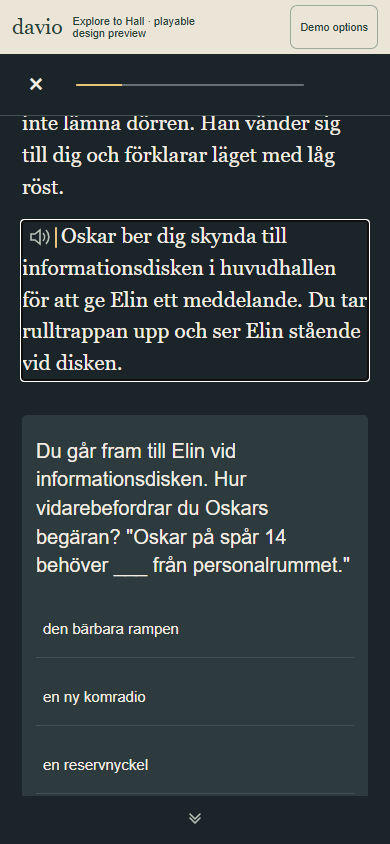 davio
Explore to Hall · playable
design preview
Demo options
inte lämna dörren. Han vänder sig
till dig och förklarar läget med låg
röst.
Oskar ber dig skynda till
informationsdisken i huvudhallen
för att ge Elin ett meddelande. Du tar
rulltrappan upp och ser Elin stående
vid disken.
Du går fram till Elin vid
informationsdisken. Hur
vidarebefordrar du Oskars
begäran? "Oskar på spår 14
behöver ___ från personalrummet."
den bärbara rampen
en ny komradio
en reservnyckel